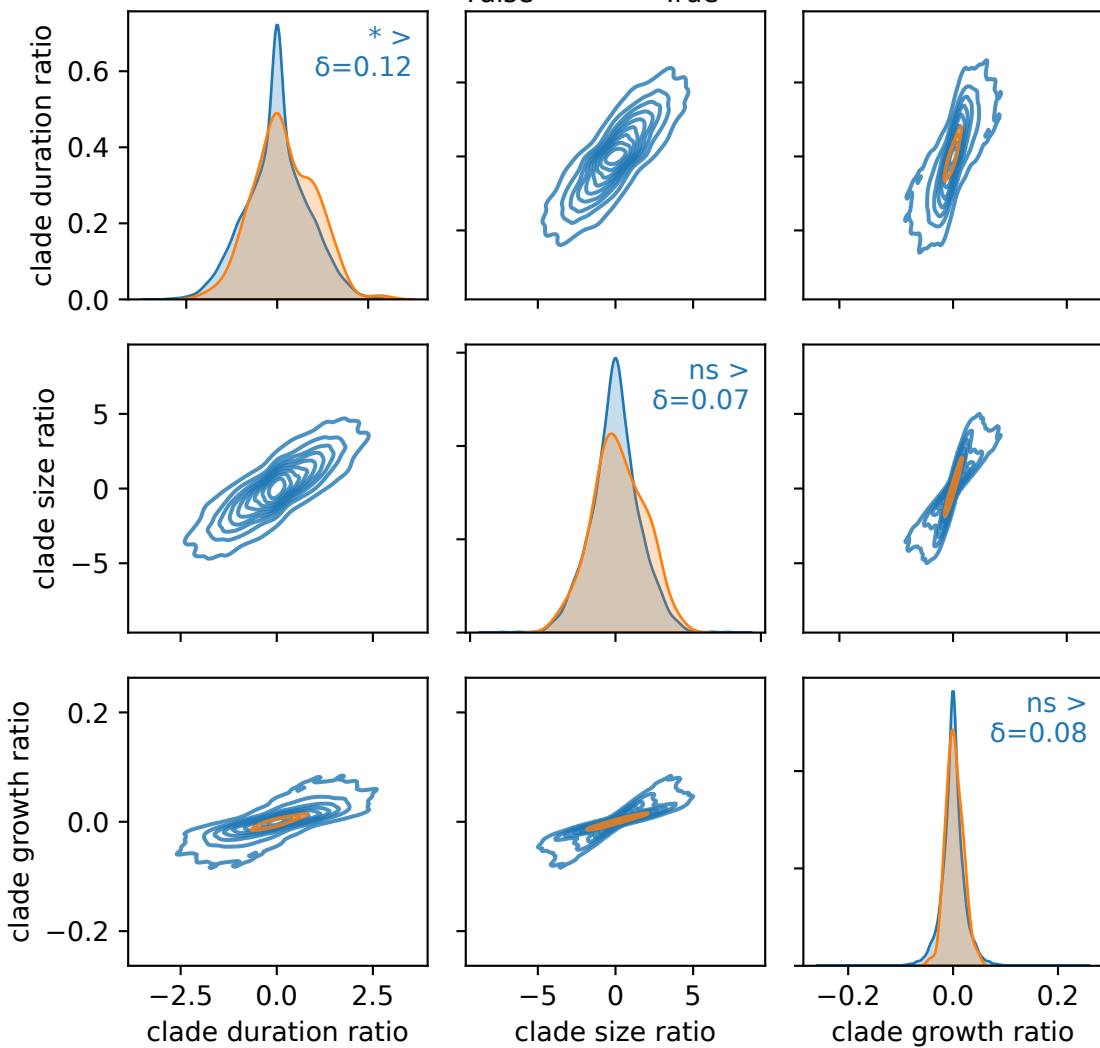 clade duration ratio
0.6
0.4
0.2
0.0
* >
δ=0.12
clade size ratio
5
0
−5
ns >
δ=0.07
clade growth ratio
0.2
0.0
−0.2
ns >
δ=0.08
−2.5 0.0 2.5
−5 0 5
−0.2 0.0 0.2
clade duration ratio
clade size ratio
clade growth ratio